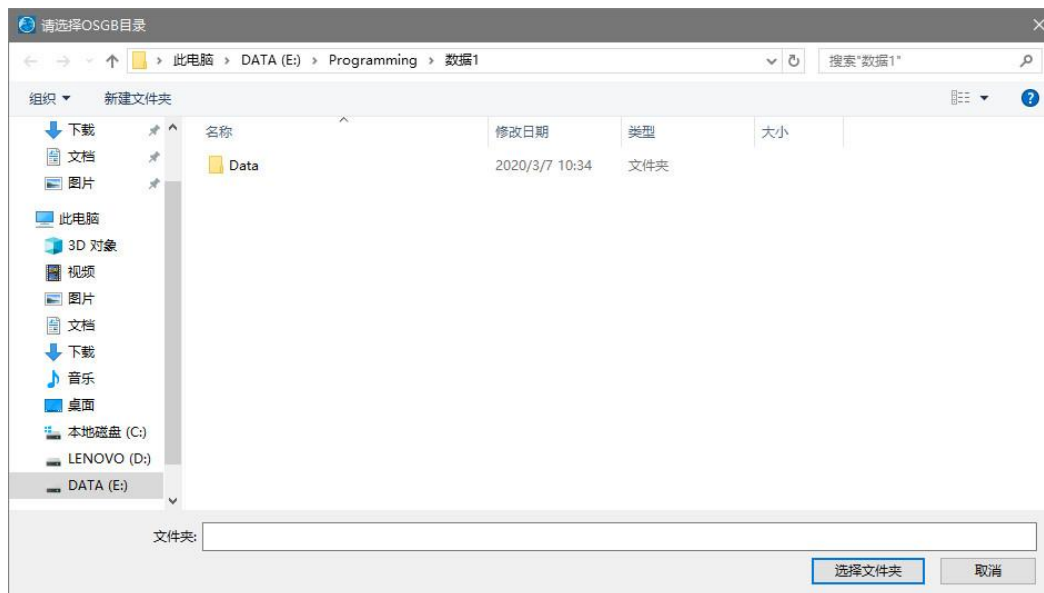 请选择OSGB目录
此电脑 › DATA (E:) › Programming › 数据1
搜索"数据1"
组织 新建文件夹
名称 修改日期 类型 大小
Data 2020/3/7 10:34 文件夹
下载
文档
图片
此电脑
3D 对象
视频
图片
文档
下载
音乐
桌面
本地磁盘 (C:)
LENOVO (D:)
DATA (E:)
文件夹:
选择文件夹 取消